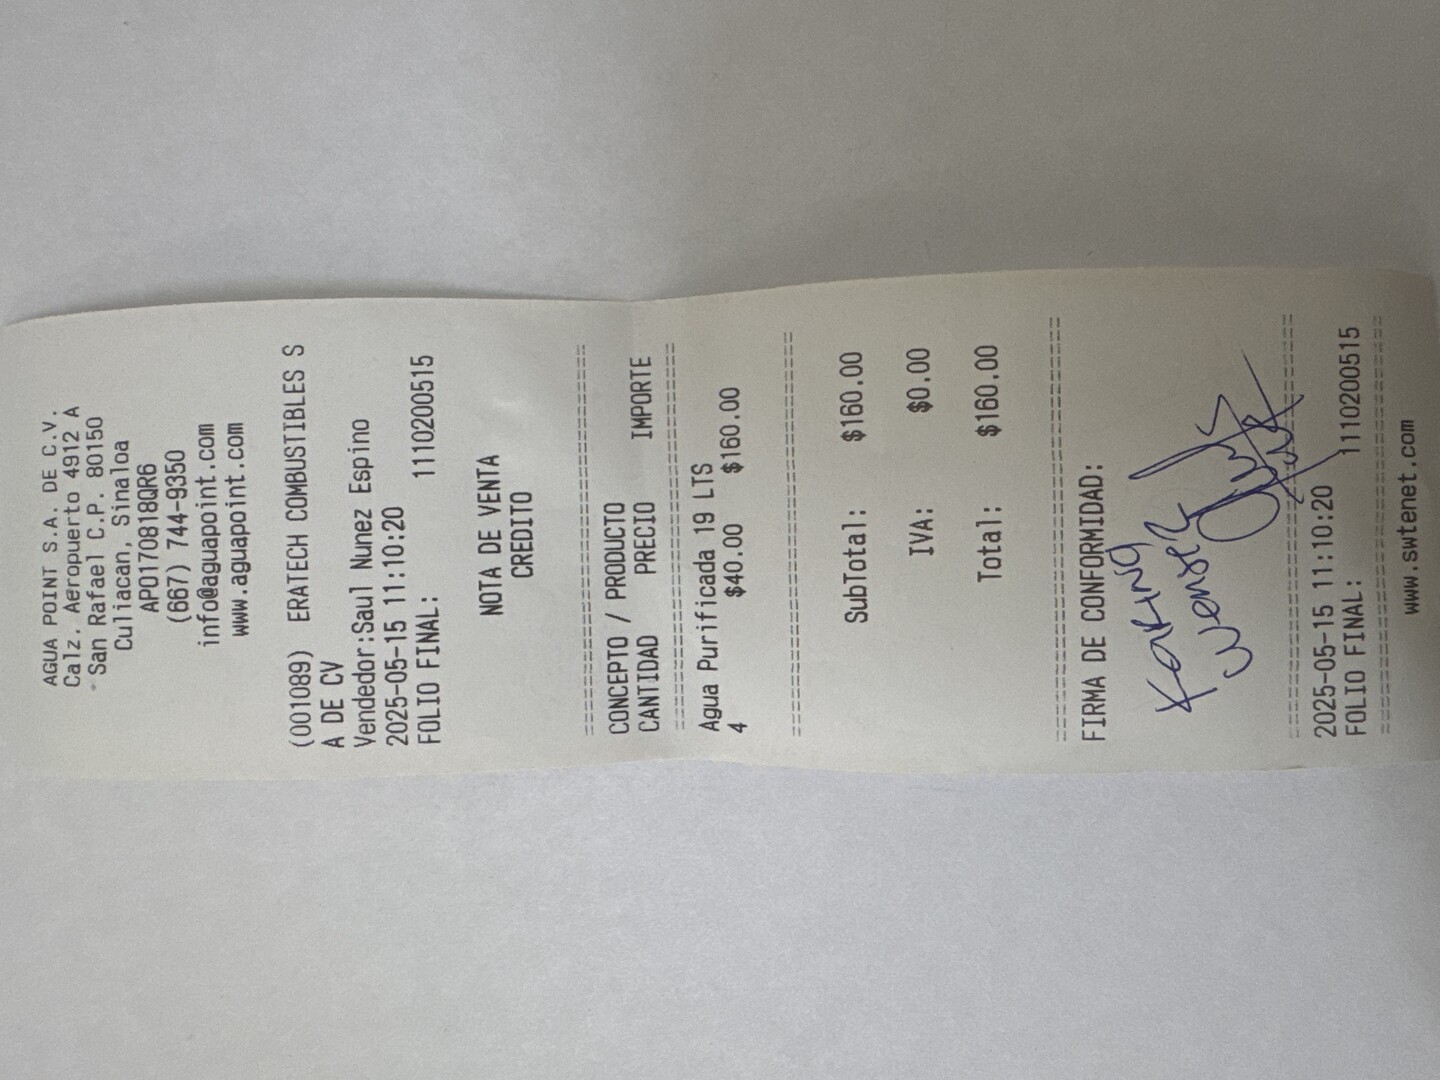 AGUA POINT S.A. DE C.V.
Calz. Aeropuerto 4912 A
San Rafael C.P. 80150
Culiacan, Sinaloa
APO170818QR6
(667) 744-9350
info@aguapoint.com
www.aguapoint.com
(001089) ERATECH COMBUSTIBLES S
A DE CV
Vendedor:Saul Nunez Espino
2025-05-15 11:10:20
FOLIO FINAL: 1110200515
NOTA DE VENTA
CREDITO
==============================
CONCEPTO / PRODUCTO
CANTIDAD PRECIO IMPORTE
==============================
Agua Purificada 19 LTS
4 $40.00 $160.00
==============================
SubTotal: $160.00
IVA: $0.00
Total: $160.00
==============================
FIRMA DE CONFORMIDAD:
Karina
==============================
2025-05-15 11:10:20
FOLIO FINAL: 1110200515
==============================
www.swtenet.com